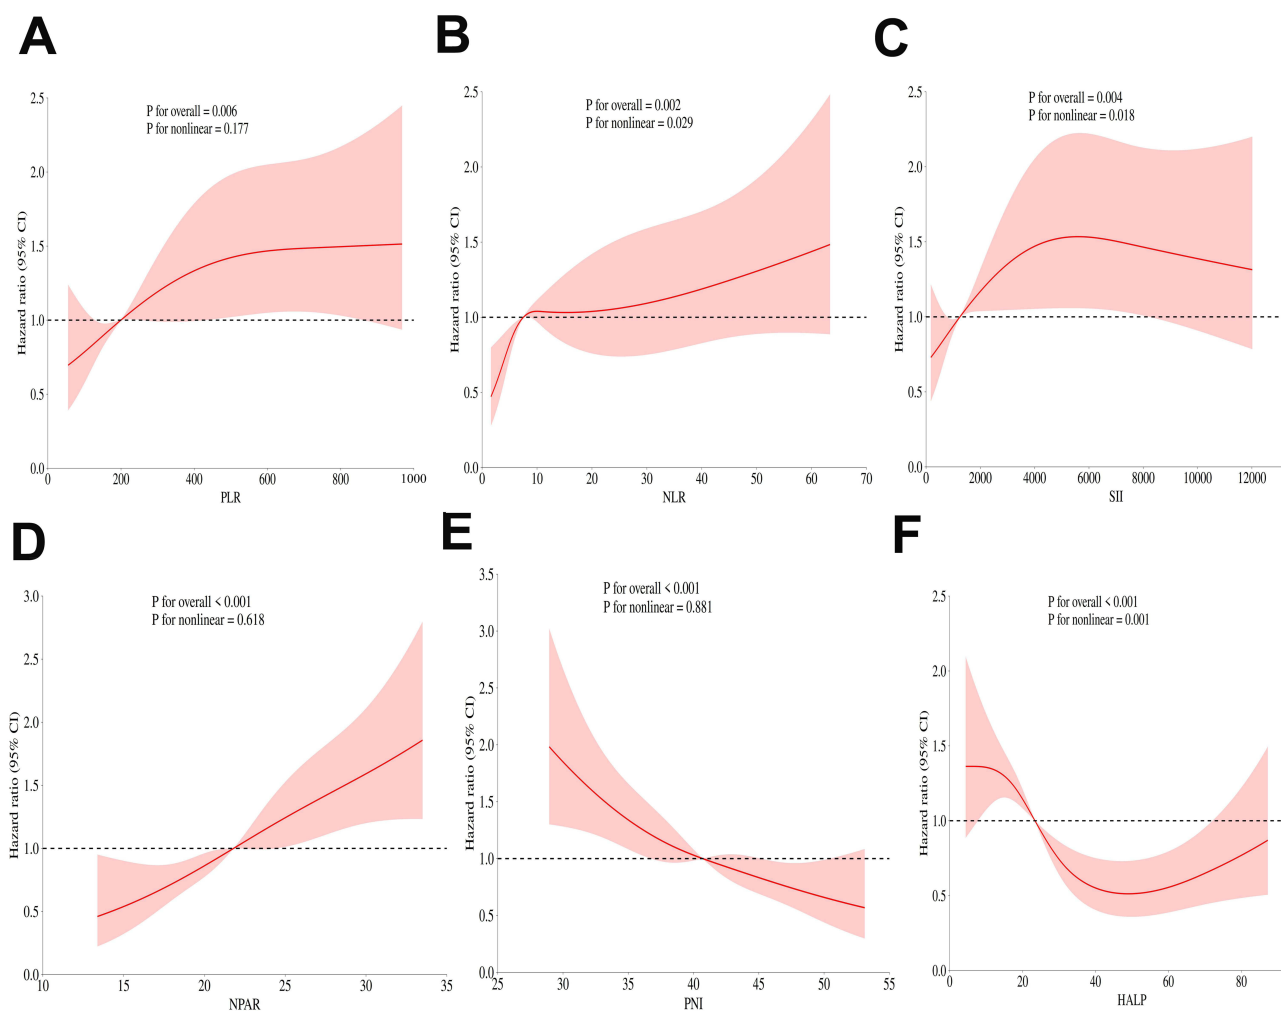 A
P for overall = 0.006
P for nonlinear = 0.177
Hazard ratio (95% CI)
2.5
2.0
1.5
1.0
0.5
0.0
0 200 400 600 800 1000
PLR
B
P for overall = 0.002
P for nonlinear = 0.029
Hazard ratio (95% CI)
2.5
2.0
1.5
1.0
0.5
0.0
0 10 20 30 40 50 60 70
NLR
C
P for overall = 0.004
P for nonlinear = 0.018
Hazard ratio (95% CI)
2.5
2.0
1.5
1.0
0.5
0.0
0 2000 4000 6000 8000 10000 12000
SII
D
P for overall < 0.001
P for nonlinear = 0.618
Hazard ratio (95% CI)
3.0
2.5
2.0
1.5
1.0
0.5
0.0
10 15 20 25 30 35
NPAR
E
P for overall < 0.001
P for nonlinear = 0.881
Hazard ratio (95% CI)
3.5
3.0
2.5
2.0
1.5
1.0
0.5
0.0
25 30 35 40 45 50 55
PNI
F
P for overall < 0.001
P for nonlinear = 0.001
Hazard ratio (95% CI)
2.5
2.0
1.5
1.0
0.5
0.0
0 20 40 60 80
HALP